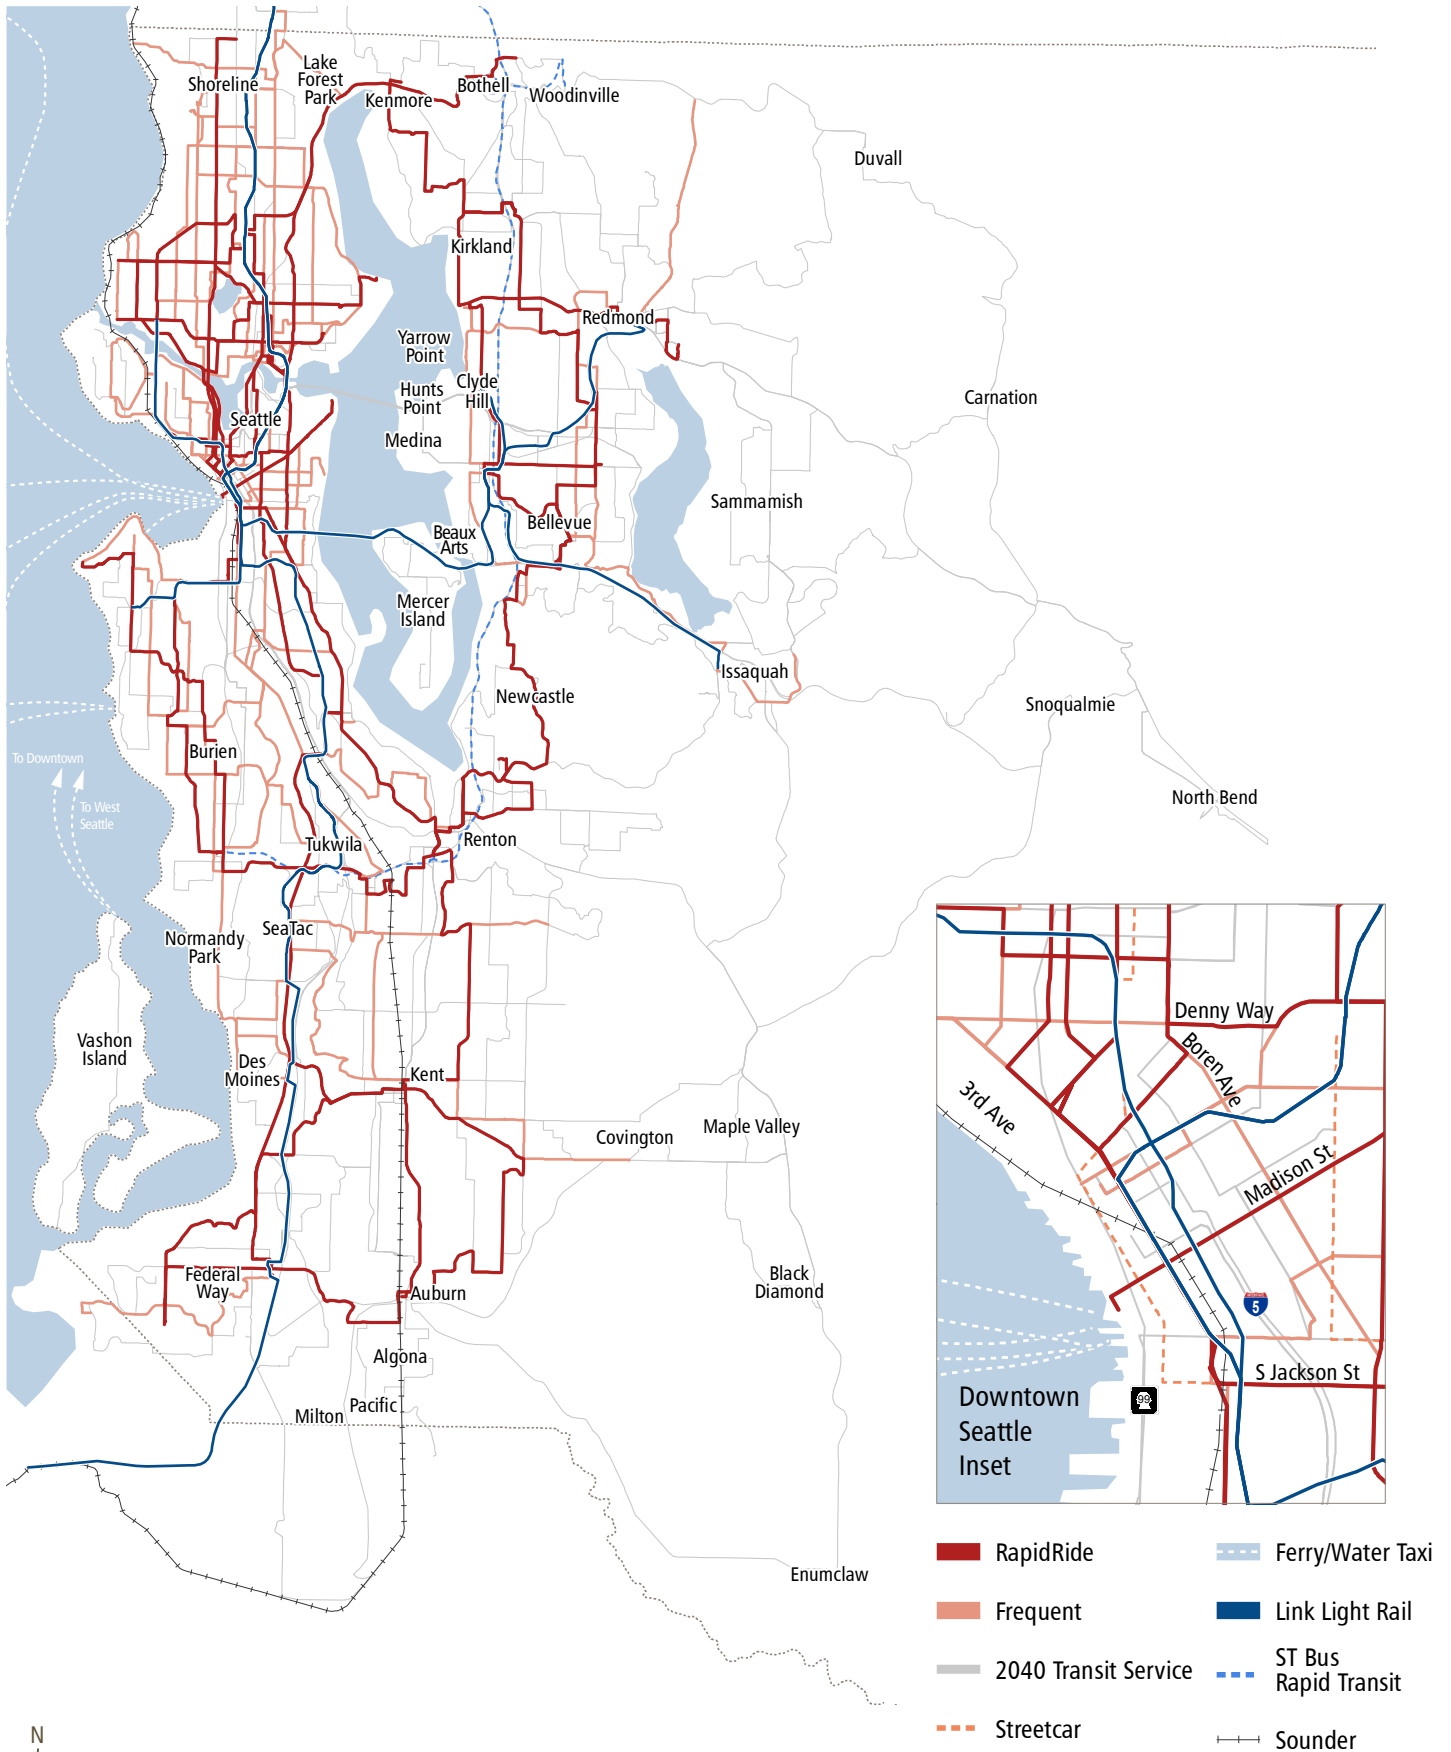 Shoreline
Lake
Forest
Park
Kenmore
Bothell
Woodinville
Duvall
Kirkland
Redmond
Yarrow
Point
Hunts
Point
Clyde
Hill
Medina
Carnation
Seattle
Sammamish
Beaux
Arts
Bellevue
Mercer
Island
Issaquah
Newcastle
Snoqualmie
Burien
To Downtown
To West
Seattle
North Bend
Tukwila
Renton
SeaTac
Normandy
Park
Vashon
Island
Des
Moines
Kent
Covington
Maple Valley
Federal
Way
Auburn
Black
Diamond
Algona
Pacific
Milton
Enumclaw
N
Denny Way
Boren Ave
3rd Ave
Madison St
5
S Jackson St
99
Downtown
Seattle
Inset
RapidRide
Frequent
2040 Transit Service
Streetcar
Ferry/Water Taxi
Link Light Rail
ST Bus
Rapid Transit
Sounder